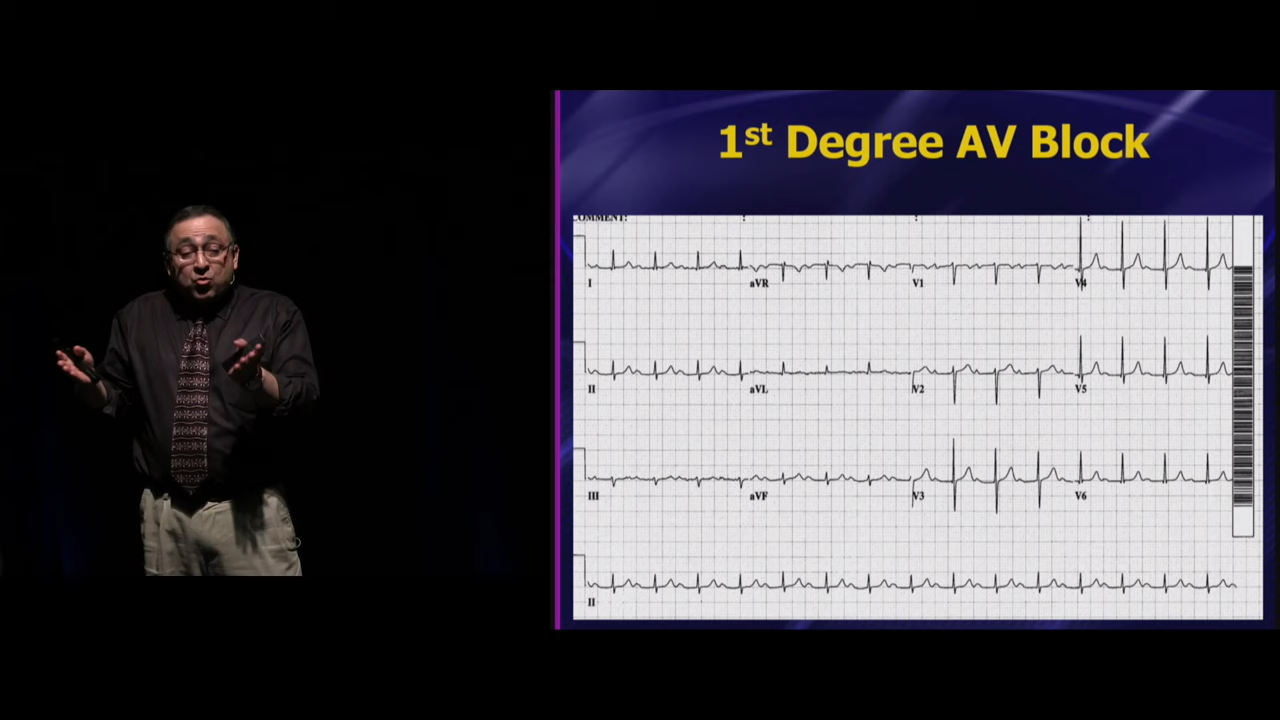 1st Degree AV Block
COMMENT:
I aVR V1 V4
II aVL V2 V5
III aVF V3 V6
II